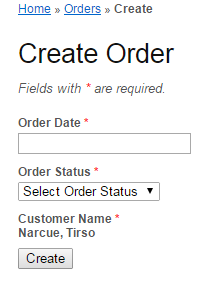 Home » Orders » Create
Create Order
Fields with * are required.
Order Date *
Order Status *
Select Order Status ▼
Customer Name *
Narcue, Tirso
Create